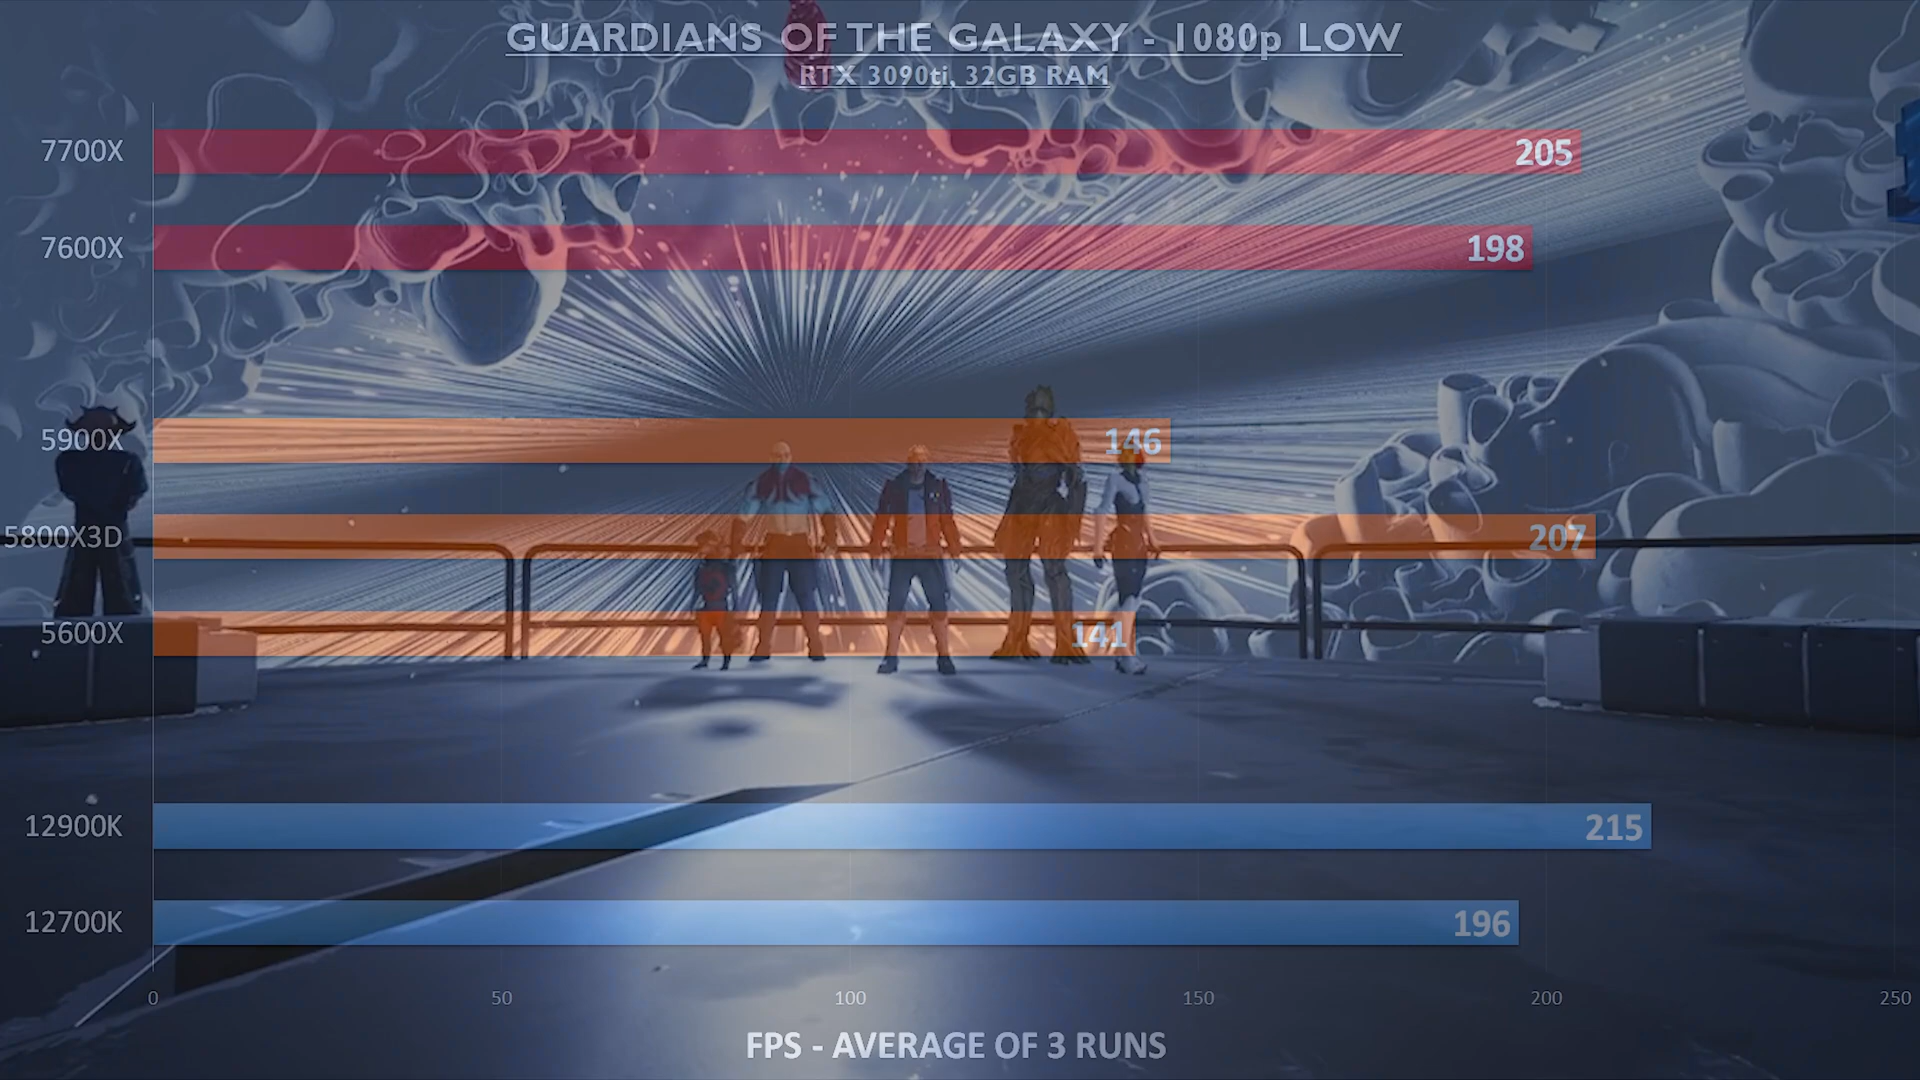 GUARDIANS OF THE GALAXY - 1080p LOW
RTX 3090ti, 32GB RAM
7700X 205
7600X 198
5900X 146
5800X3D 207
5600X 141
12900K 215
12700K 196
0 50 100 150 200 250
FPS - AVERAGE OF 3 RUNS